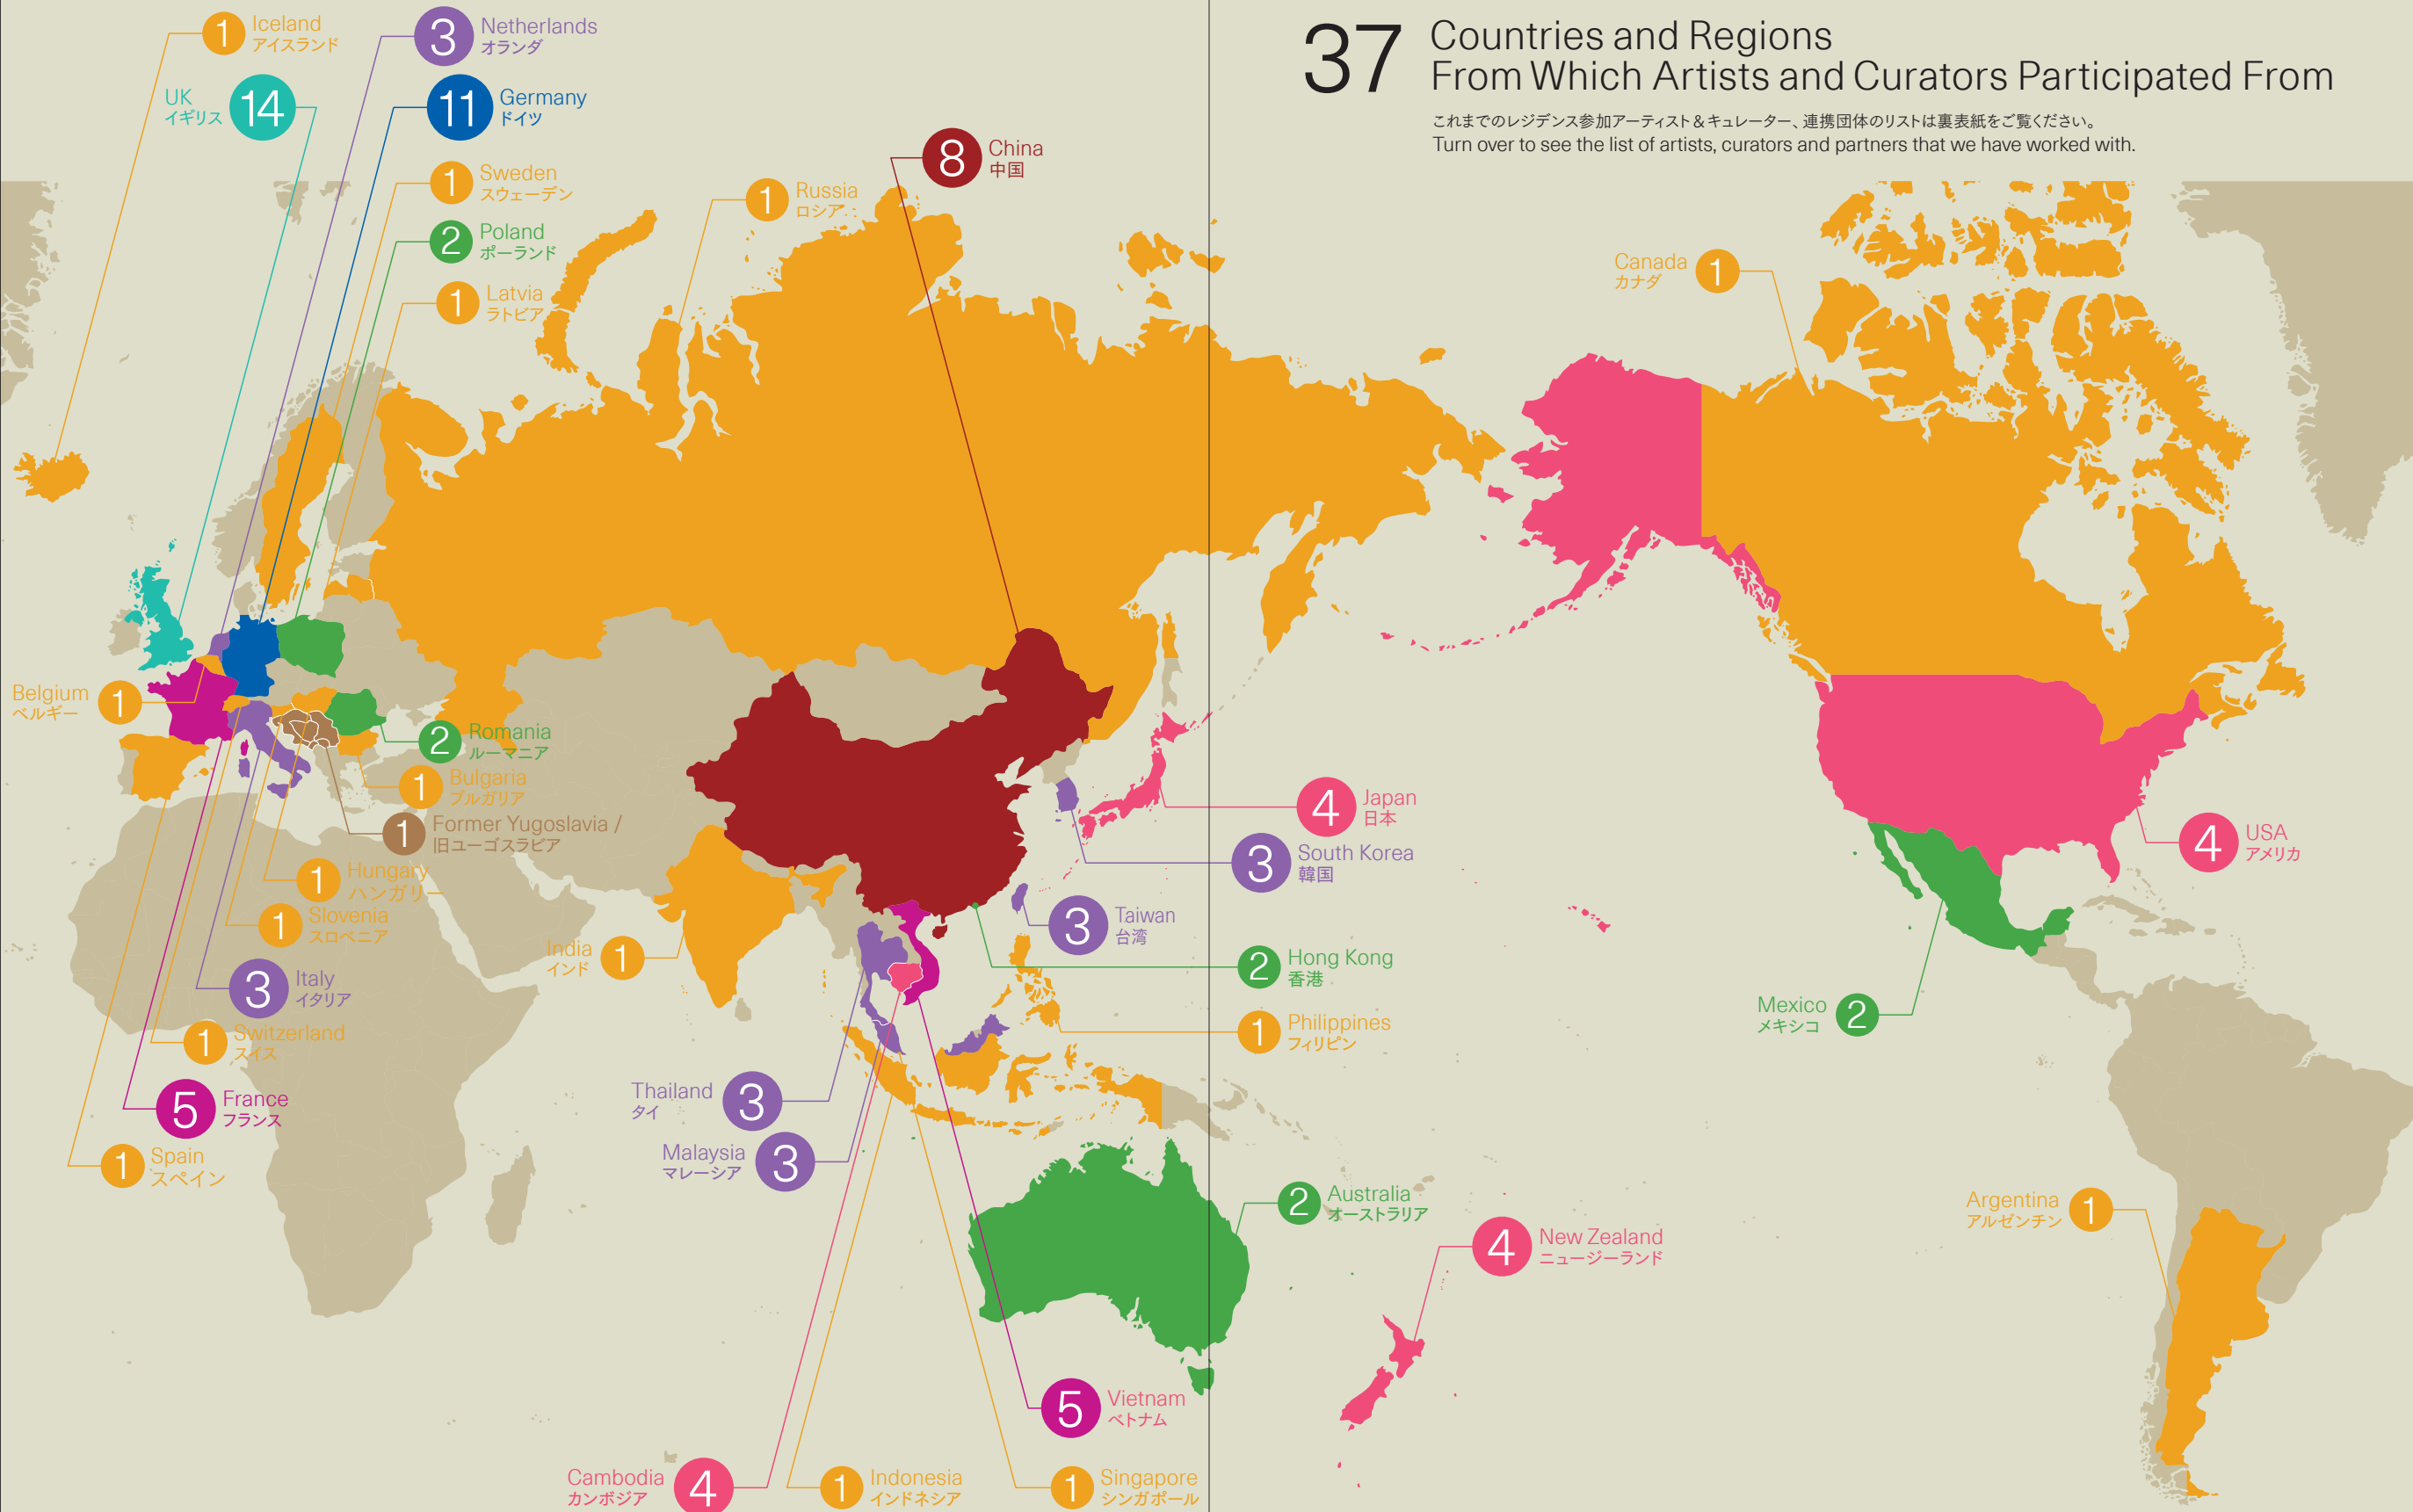 37
Countries and Regions
From Which Artists and Curators Participated From
これまでのレジデンス参加アーティスト＆キュレーター、連携団体のリストは裏表紙をご覧ください。
Turn over to see the list of artists, curators and partners that we have worked with.
1
Iceland
アイスランド
3
Netherlands
オランダ
UK
イギリス
14
11
Germany
ドイツ
1
Sweden
スウェーデン
2
Poland
ポーランド
1
Latvia
ラトビア
1
Russia
ロシア
8
China
中国
Canada
カナダ
1
Belgium
ベルギー
1
2
Romania
ルーマニア
1
Bulgaria
ブルガリア
1
Former Yugoslavia /
旧ユーゴスラビア
1
Hungary
ハンガリー
1
Slovenia
スロベニア
3
Italy
イタリア
1
Switzerland
スイス
5
France
フランス
1
Spain
スペイン
India
インド
1
4
Japan
日本
3
South Korea
韓国
3
Taiwan
台湾
2
Hong Kong
香港
1
Philippines
フィリピン
4
USA
アメリカ
Mexico
メキシコ
2
Thailand
タイ
3
Malaysia
マレーシア
3
2
Australia
オーストラリア
4
New Zealand
ニュージーランド
Argentina
アルゼンチン
1
5
Vietnam
ベトナム
Cambodia
カンボジア
4
1
Indonesia
インドネシア
1
Singapore
シンガポール